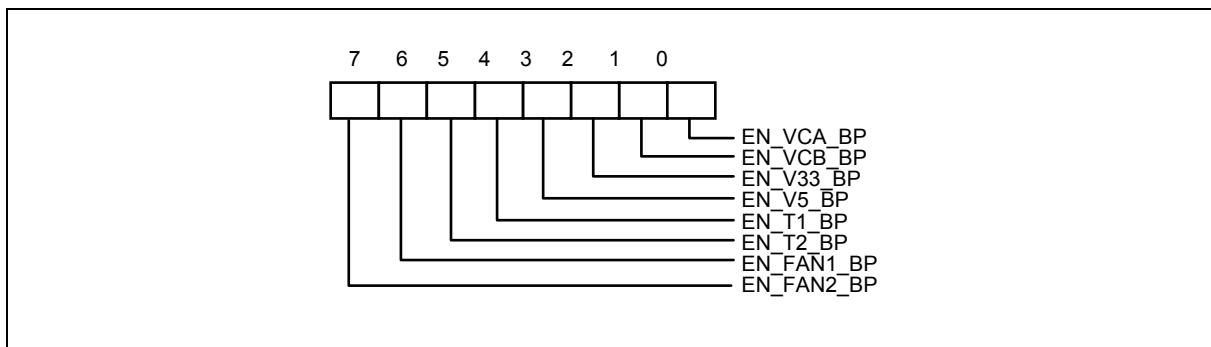 7 6 5 4 3 2 1 0
EN_VCA_BP
EN_VCB_BP
EN_V33_BP
EN_V5_BP
EN_T1_BP
EN_T2_BP
EN_FAN1_BP
EN_FAN2_BP